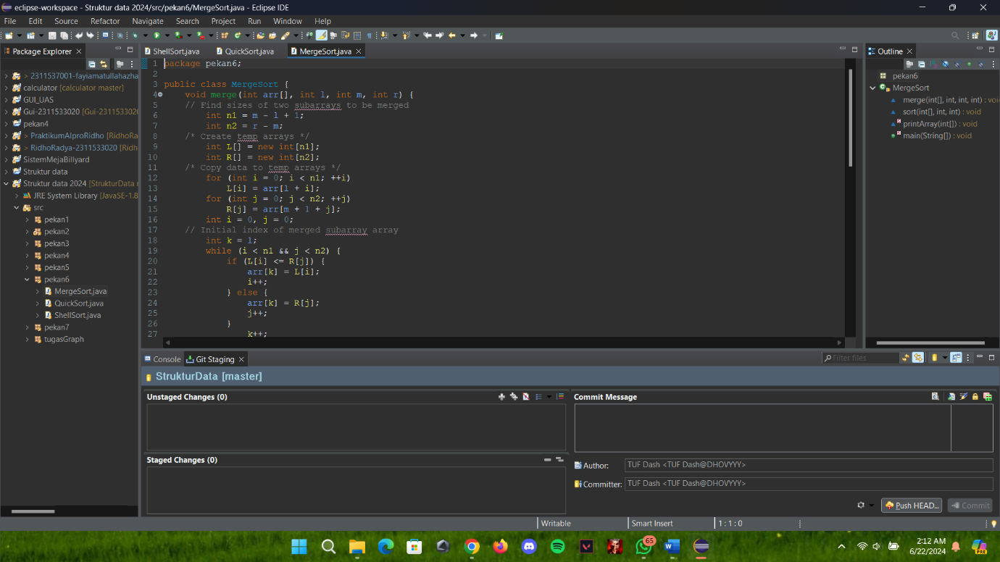 eclipse-workspace - Struktur data 2024/src/pekan6/MergeSort.java - Eclipse IDE
File Edit Source Refactor Navigate Search Project Run Window Help
Package Explorer
> 2311537001-fayiamatullahazha
calculator [calculator master]
GUI_UAS
Gui-2311533020 [Gui-2311533020
pekan4
> PraktikumAlproRidho [RidhoRa
> RidhoRadya-2311533020 [Ridh
SistemMejaBillyard
Struktur data
Struktur data 2024 [StrukturData
JRE System Library [JavaSE-1.8
src
pekan1
pekan2
pekan3
pekan4
pekan5
pekan6
MergeSort.java
QuickSort.java
ShellSort.java
pekan7
tugasGraph
ShellSort.java QuickSort.java MergeSort.java
1 package pekan6;
2
3 public class MergeSort {
4 void merge(int arr[], int l, int m, int r) {
5 // Find sizes of two subarrays to be merged
6 int n1 = m - l + 1;
7 int n2 = r - m;
8 /* Create temp arrays */
9 int L[] = new int[n1];
10 int R[] = new int[n2];
11 /* Copy data to temp arrays */
12 for (int i = 0; i < n1; ++i)
13 L[i] = arr[l + i];
14 for (int j = 0; j < n2; ++j)
15 R[j] = arr[m + 1 + j];
16 int i = 0, j = 0;
17 // Initial index of merged subarray array
18 int k = l;
19 while (i < n1 && j < n2) {
20 if (L[i] <= R[j]) {
21 arr[k] = L[i];
22 i++;
23 } else {
24 arr[k] = R[j];
25 j++;
26 }
27 k++;
Outline
pekan6
MergeSort
merge(int[], int, int, int) : voi
sort(int[], int, int) : void
printArray(int[]) : void
main(String[]) : void
Console Git Staging
Filter files
StrukturData [master]
Unstaged Changes (0)
Staged Changes (0)
Commit Message
Author: TUF Dash <TUF Dash@DHOVYYY>
Committer: TUF Dash <TUF Dash@DHOVYYY>
Push HEAD... Commit
Writable Smart Insert 1 : 1 : 0
65
2:12 AM
6/22/2024
PRE